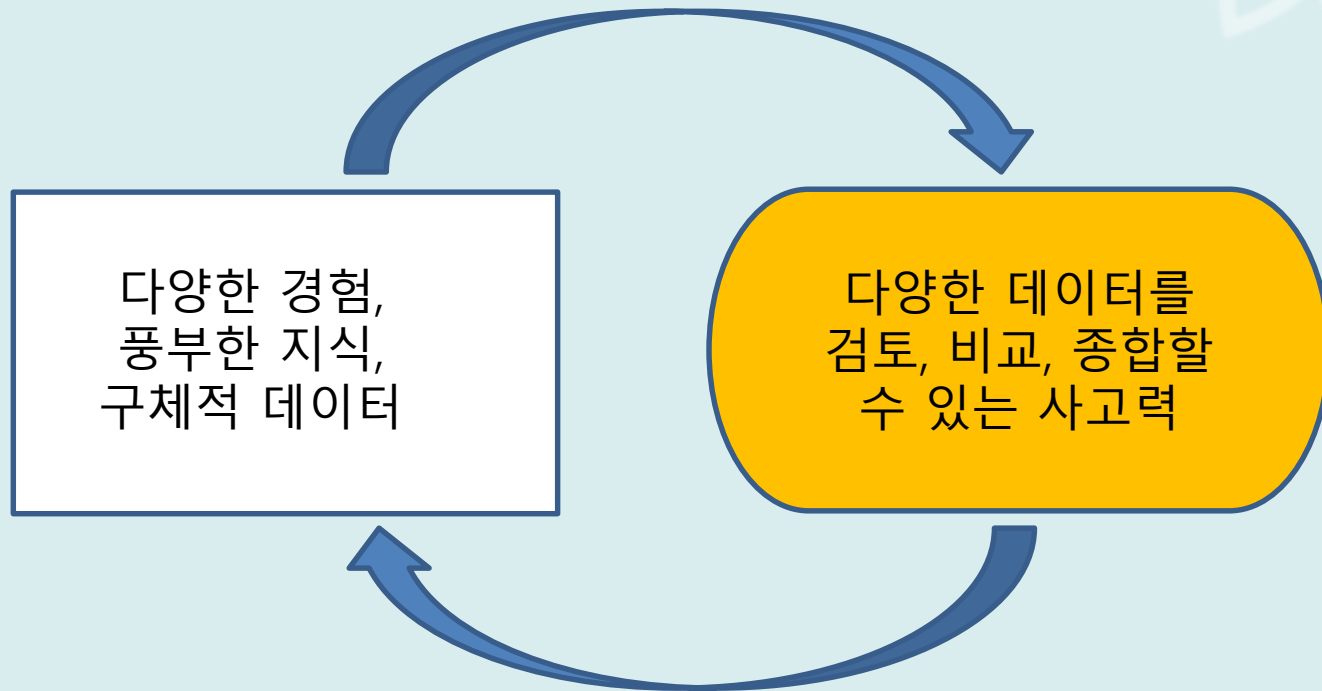 다양한 경험,
풍부한 지식,
구체적 데이터
다양한 데이터를
검토, 비교, 종합할
수 있는 사고력